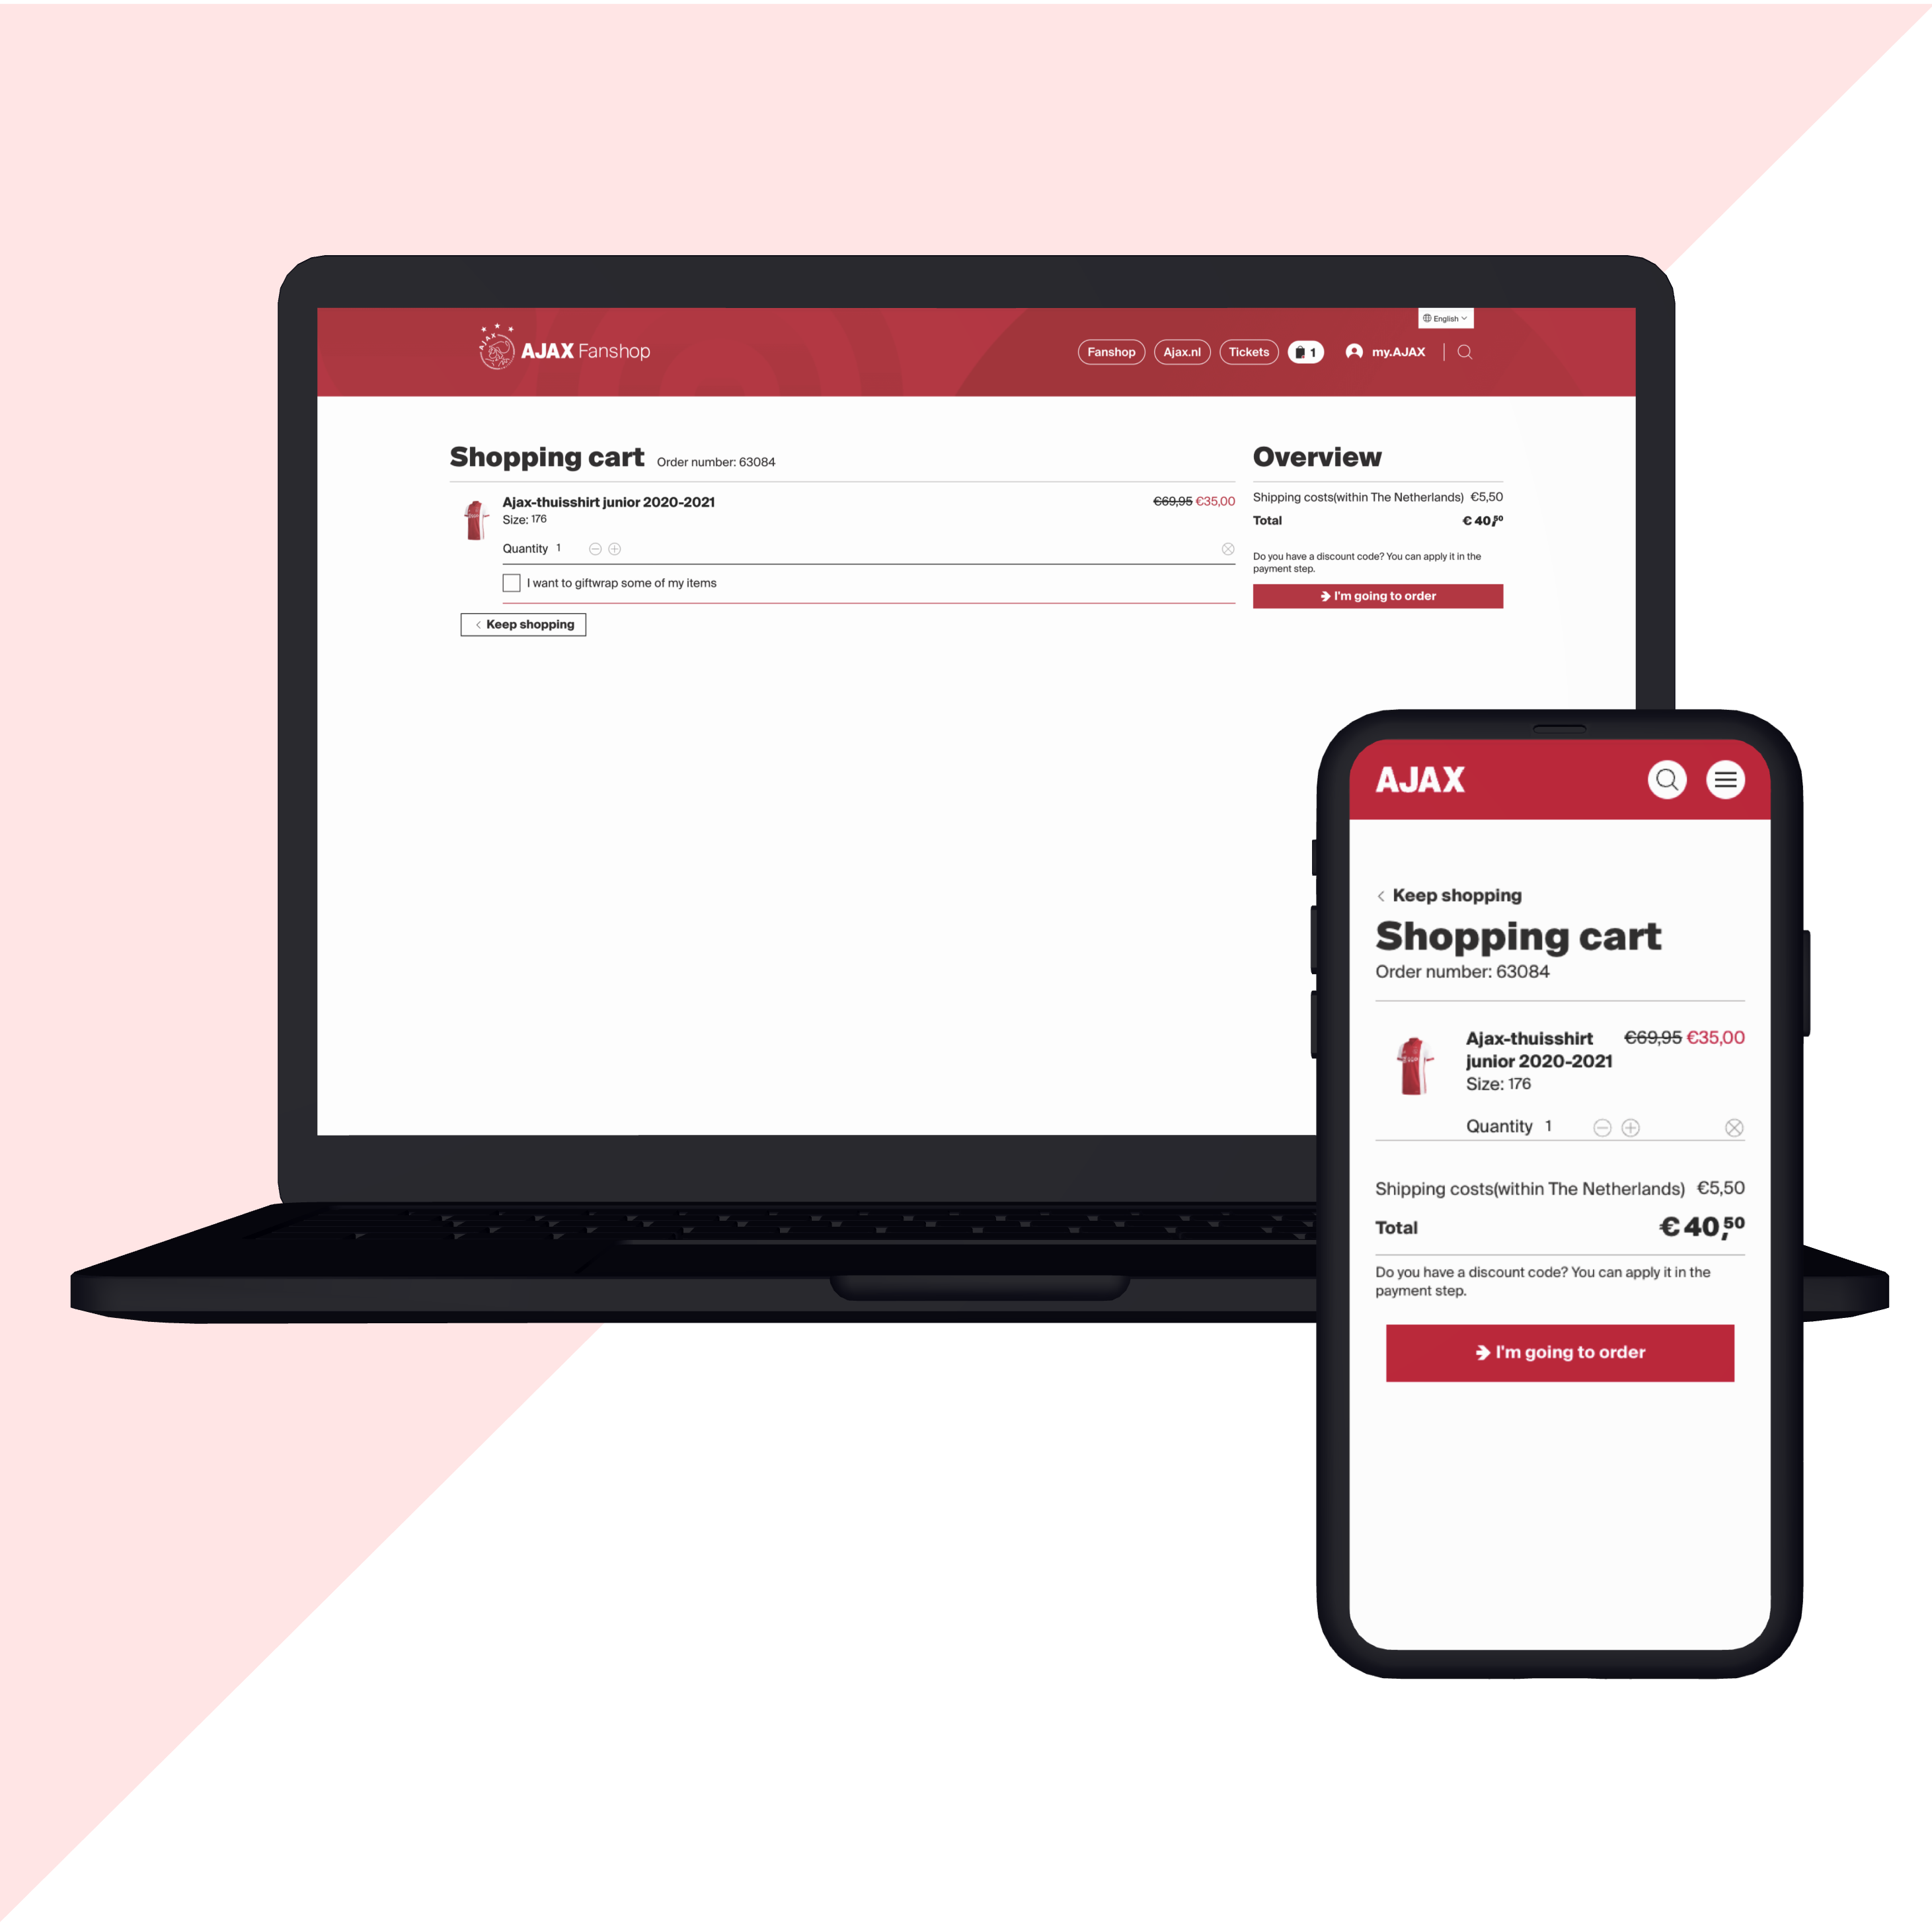 English
AJAX Fanshop
Fanshop
Ajax.nl
Tickets
1
my.AJAX
Shopping cart
Order number: 63084
Ajax-thuisshirt junior 2020-2021
€69,95 €35,00
Size: 176
Quantity 1
I want to giftwrap some of my items
< Keep shopping
Overview
Shipping costs(within The Netherlands) €5,50
Total € 40,50
Do you have a discount code? You can apply it in the
payment step.
I'm going to order
AJAX
< Keep shopping
Shopping cart
Order number: 63084
Ajax-thuisshirt €69,95 €35,00
junior 2020-2021
Size: 176
Quantity 1
Shipping costs(within The Netherlands) €5,50
Total € 40,50
Do you have a discount code? You can apply it in the
payment step.
I'm going to order